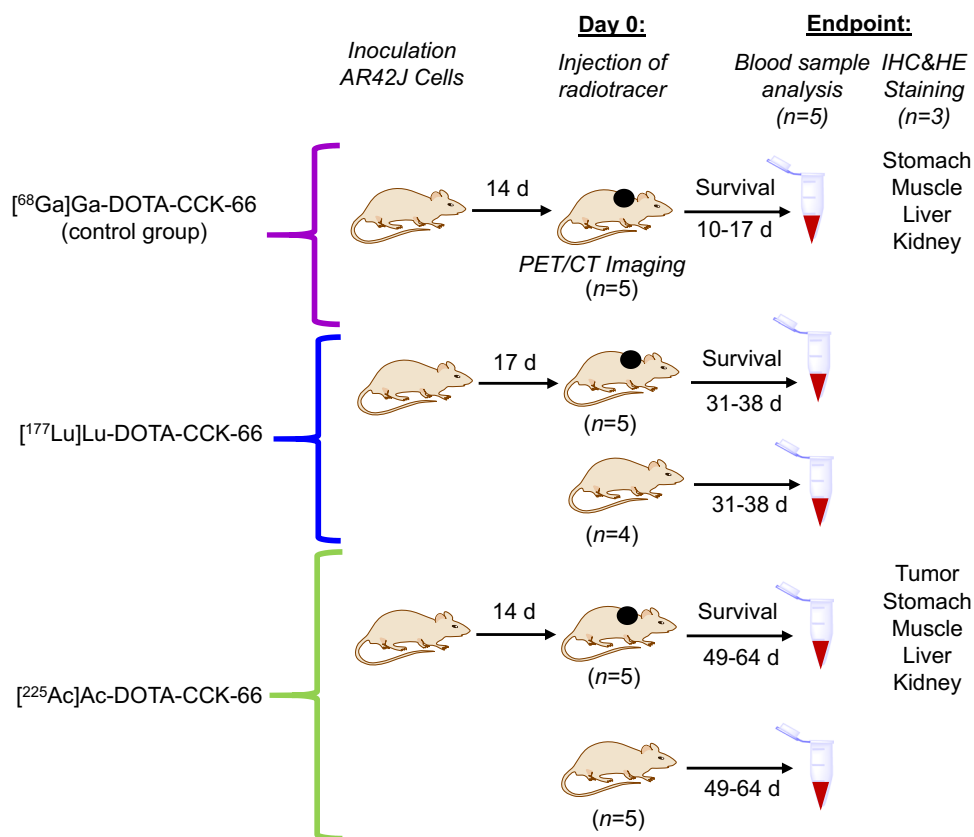 Day 0:
Endpoint:
Inoculation
AR42J Cells
Injection of
radiotracer
Blood sample
analysis
(n=5)
IHC&HE
Staining
(n=3)
[⁶⁸Ga]Ga-DOTA-CCK-66
(control group)
14 d
PET/CT Imaging
(n=5)
Survival
10-17 d
Stomach
Muscle
Liver
Kidney
[¹⁷⁷Lu]Lu-DOTA-CCK-66
17 d
(n=5)
Survival
31-38 d
(n=4)
31-38 d
[²²⁵Ac]Ac-DOTA-CCK-66
14 d
(n=5)
Survival
49-64 d
Tumor
Stomach
Muscle
Liver
Kidney
(n=5)
49-64 d